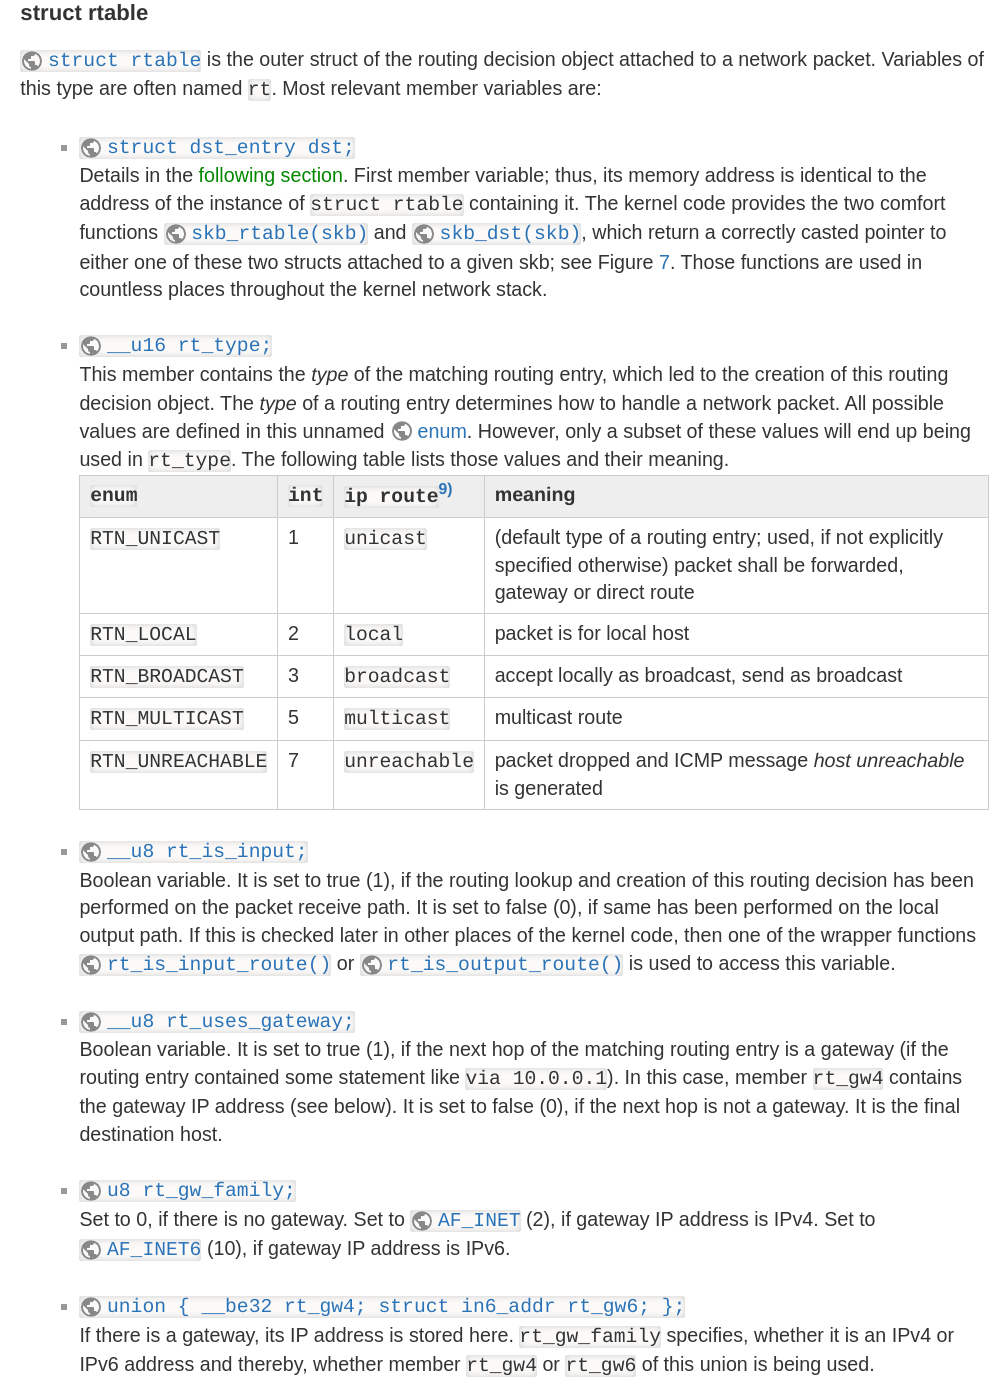 struct rtable
struct rtable is the outer struct of the routing decision object attached to a network packet. Variables of
this type are often named rt. Most relevant member variables are:
struct dst_entry dst;
Details in the following section. First member variable; thus, its memory address is identical to the
address of the instance of struct rtable containing it. The kernel code provides the two comfort
functions skb_rtable(skb) and skb_dst(skb), which return a correctly casted pointer to
either one of these two structs attached to a given skb; see Figure 7. Those functions are used in
countless places throughout the kernel network stack.
__u16 rt_type;
This member contains the type of the matching routing entry, which led to the creation of this routing
decision object. The type of a routing entry determines how to handle a network packet. All possible
values are defined in this unnamed enum. However, only a subset of these values will end up being
used in rt_type. The following table lists those values and their meaning.
enum int ip route9) meaning
RTN_UNICAST 1 unicast (default type of a routing entry; used, if not explicitly
specified otherwise) packet shall be forwarded,
gateway or direct route
RTN_LOCAL 2 local packet is for local host
RTN_BROADCAST 3 broadcast accept locally as broadcast, send as broadcast
RTN_MULTICAST 5 multicast multicast route
RTN_UNREACHABLE 7 unreachable packet dropped and ICMP message host unreachable
is generated
__u8 rt_is_input;
Boolean variable. It is set to true (1), if the routing lookup and creation of this routing decision has been
performed on the packet receive path. It is set to false (0), if same has been performed on the local
output path. If this is checked later in other places of the kernel code, then one of the wrapper functions
rt_is_input_route() or rt_is_output_route() is used to access this variable.
__u8 rt_uses_gateway;
Boolean variable. It is set to true (1), if the next hop of the matching routing entry is a gateway (if the
routing entry contained some statement like via 10.0.0.1). In this case, member rt_gw4 contains
the gateway IP address (see below). It is set to false (0), if the next hop is not a gateway. It is the final
destination host.
u8 rt_gw_family;
Set to 0, if there is no gateway. Set to AF_INET (2), if gateway IP address is IPv4. Set to
AF_INET6 (10), if gateway IP address is IPv6.
union { __be32 rt_gw4; struct in6_addr rt_gw6; };
If there is a gateway, its IP address is stored here. rt_gw_family specifies, whether it is an IPv4 or
IPv6 address and thereby, whether member rt_gw4 or rt_gw6 of this union is being used.